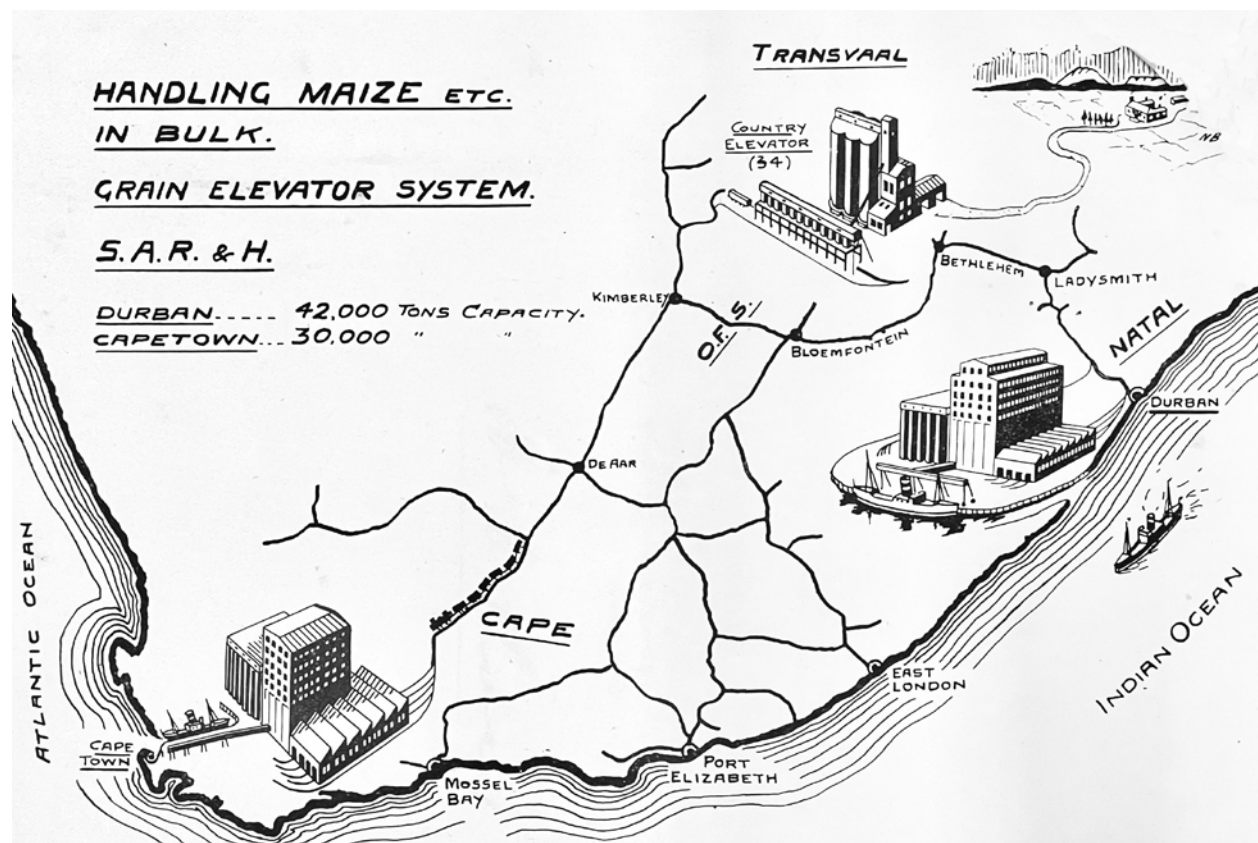 HANDLING MAIZE ETC.
IN BULK.
GRAIN ELEVATOR SYSTEM.
S.A.R. & H.
DURBAN..... 42,000 TONS CAPACITY.
CAPETOWN... 30,000 " "
TRANSVAAL
COUNTRY
ELEVATOR
(34)
NB
BETHLEHEM
LADYSMITH
KIMBERLEY
O.F.S.
BLOEMFONTEIN
NATAL
DURBAN
DE AAR
ATLANTIC OCEAN
CAPE
INDIAN OCEAN
EAST
LONDON
CAPE
TOWN
PORT
ELIZABETH
MOSSEL
BAY